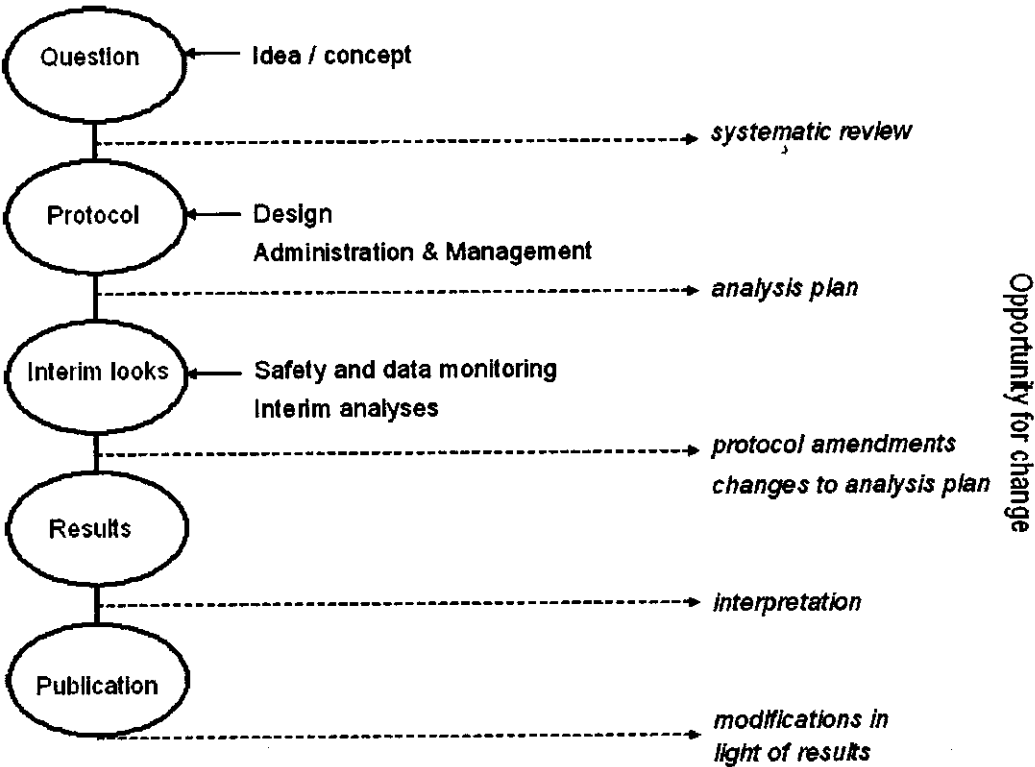 Question
Idea / concept
systematic review
Protocol
Design
Administration & Management
analysis plan
Interim looks
Safety and data monitoring
Interim analyses
protocol amendments
changes to analysis plan
Results
interpretation
Publication
modifications in
light of results
Opportunity for change